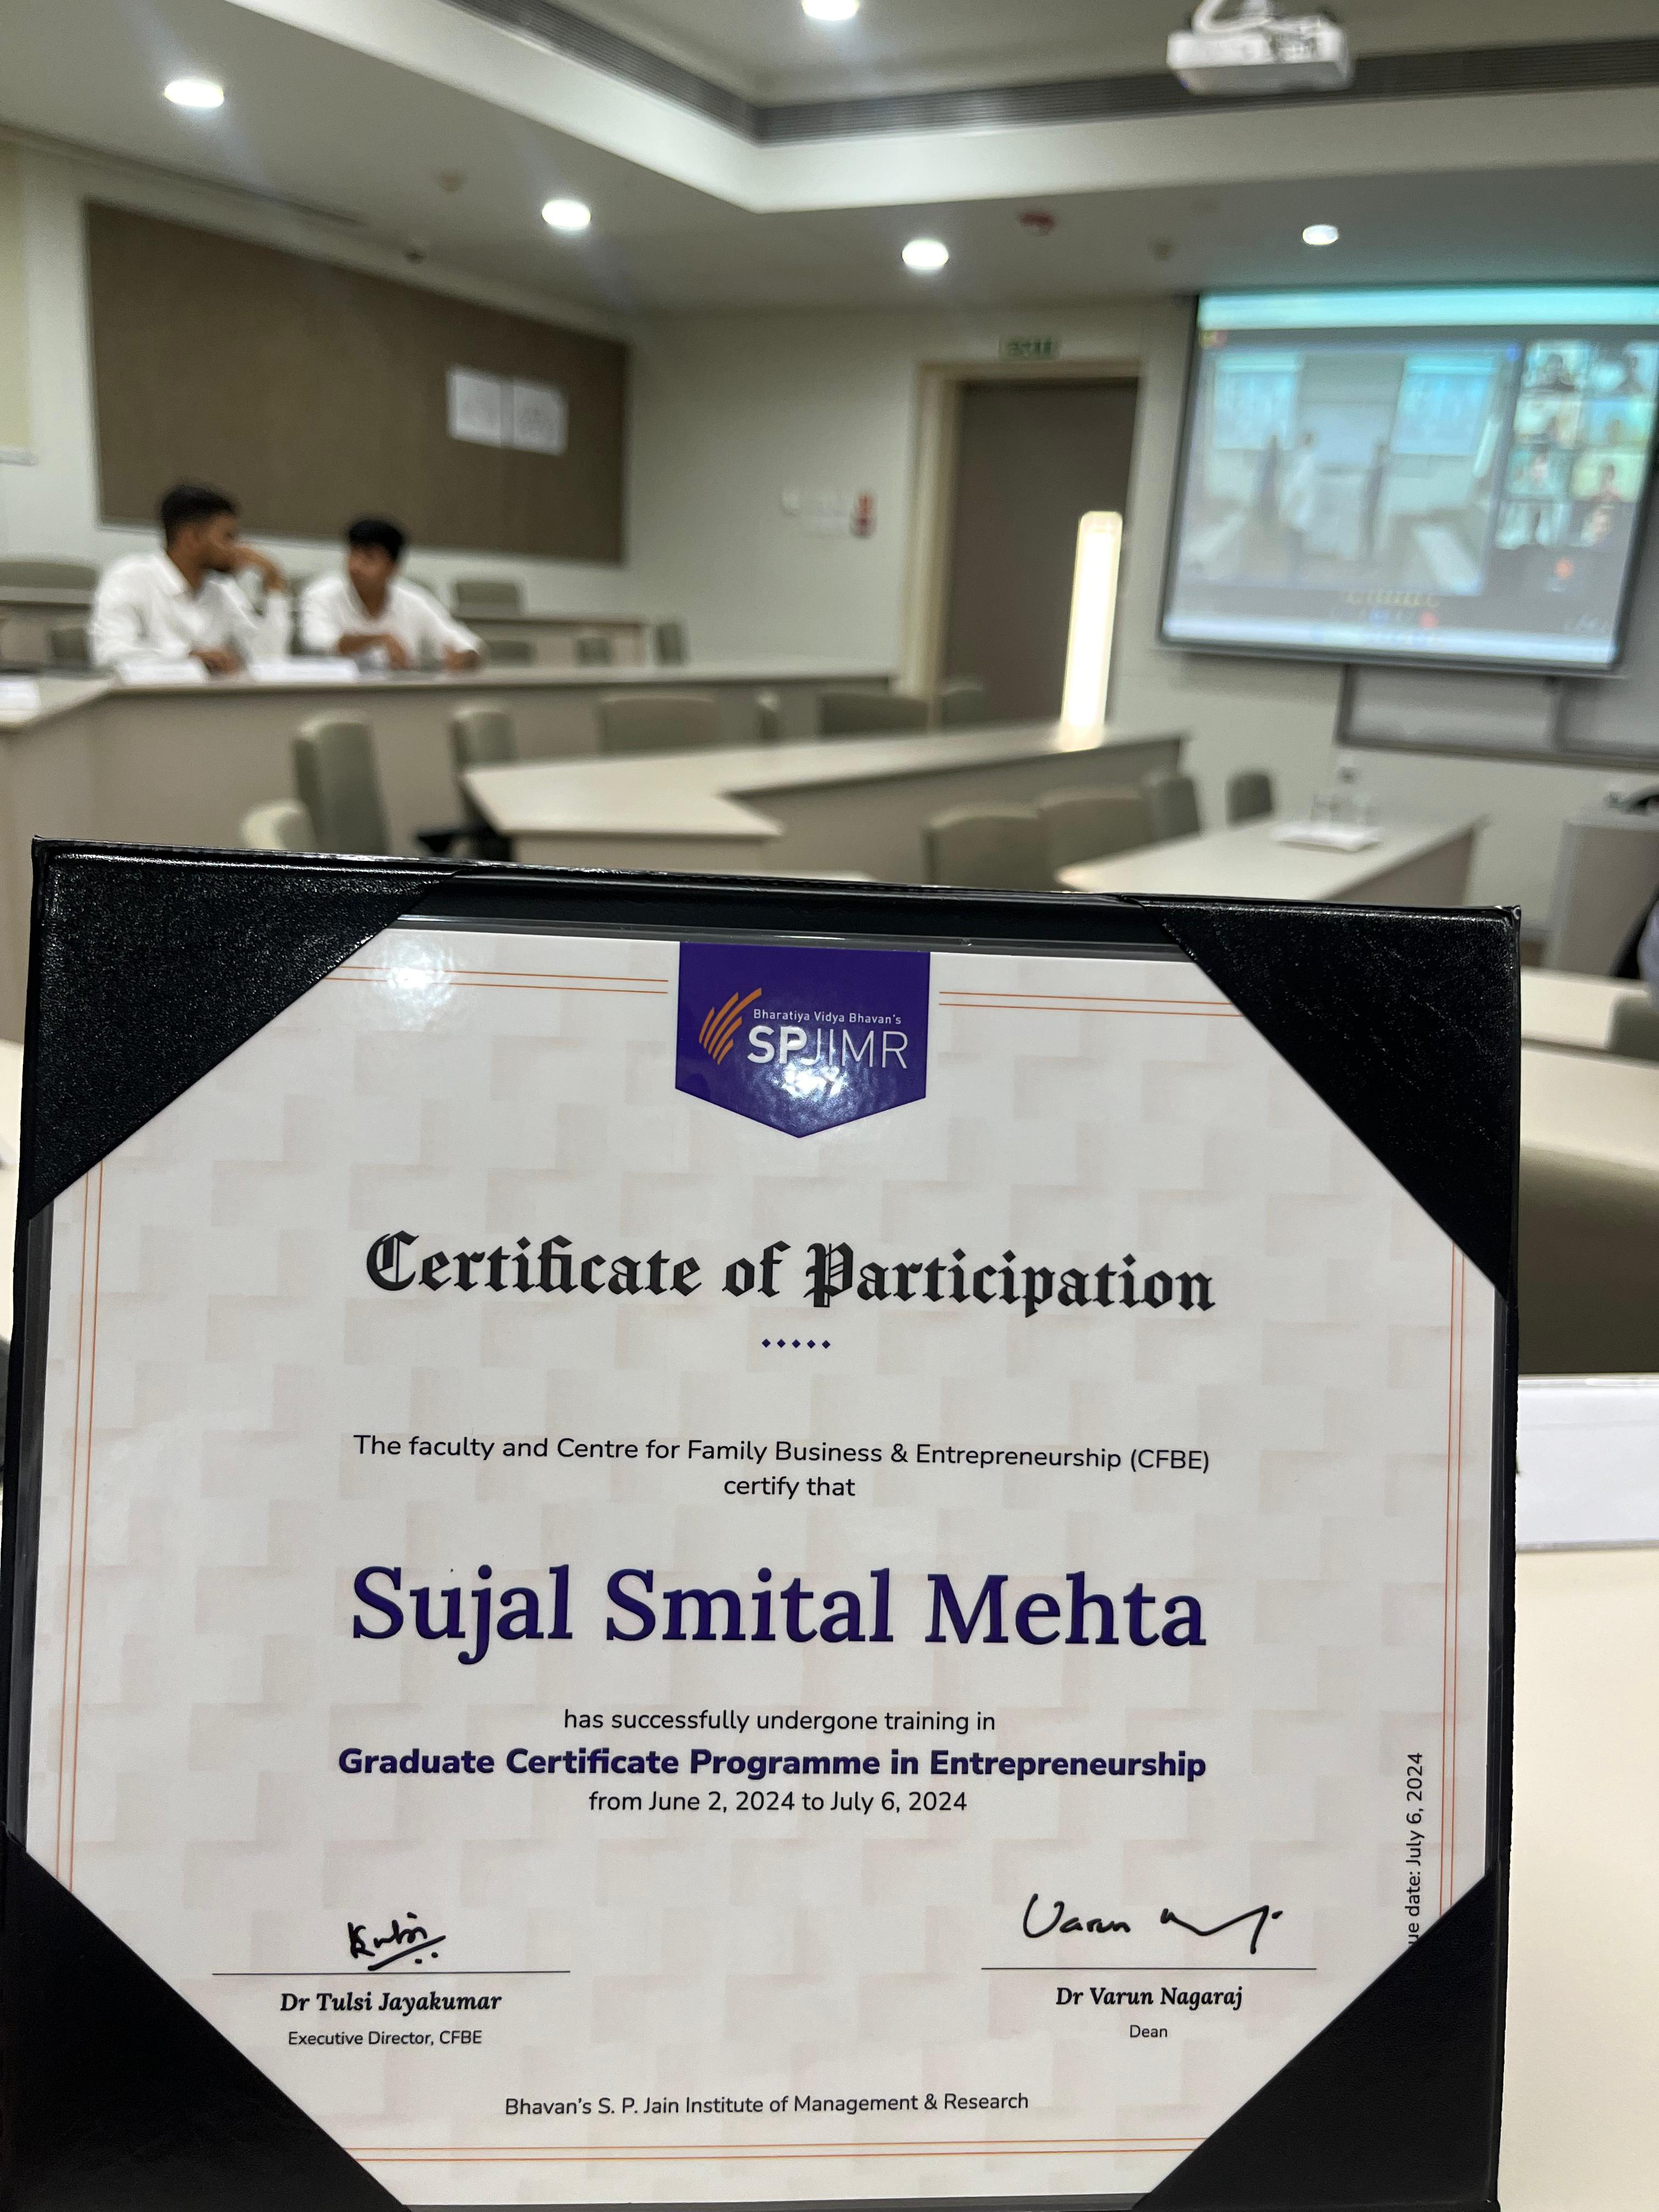 Bharatiya Vidya Bhavan's
SPJIMR
Certificate of Participation
The faculty and Centre for Family Business & Entrepreneurship (CFBE)
certify that
Sujal Smital Mehta
has successfully undergone training in
Graduate Certificate Programme in Entrepreneurship
from June 2, 2024 to July 6, 2024
ue date: July 6, 2024
Varun
Dr Tulsi Jayakumar
Executive Director, CFBE
Dr Varun Nagaraj
Dean
Bhavan's S. P. Jain Institute of Management & Research